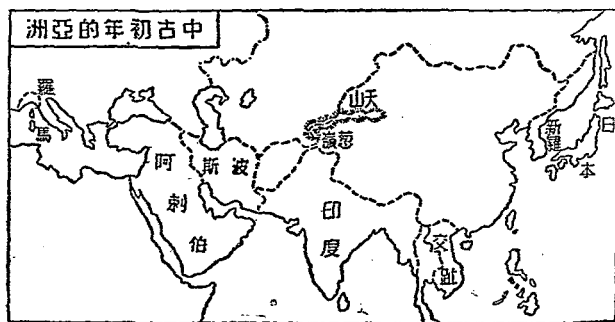 中古初年的亞洲
羅馬
阿剌伯
波斯
天山
葱嶺
印度
新羅
日本
交趾